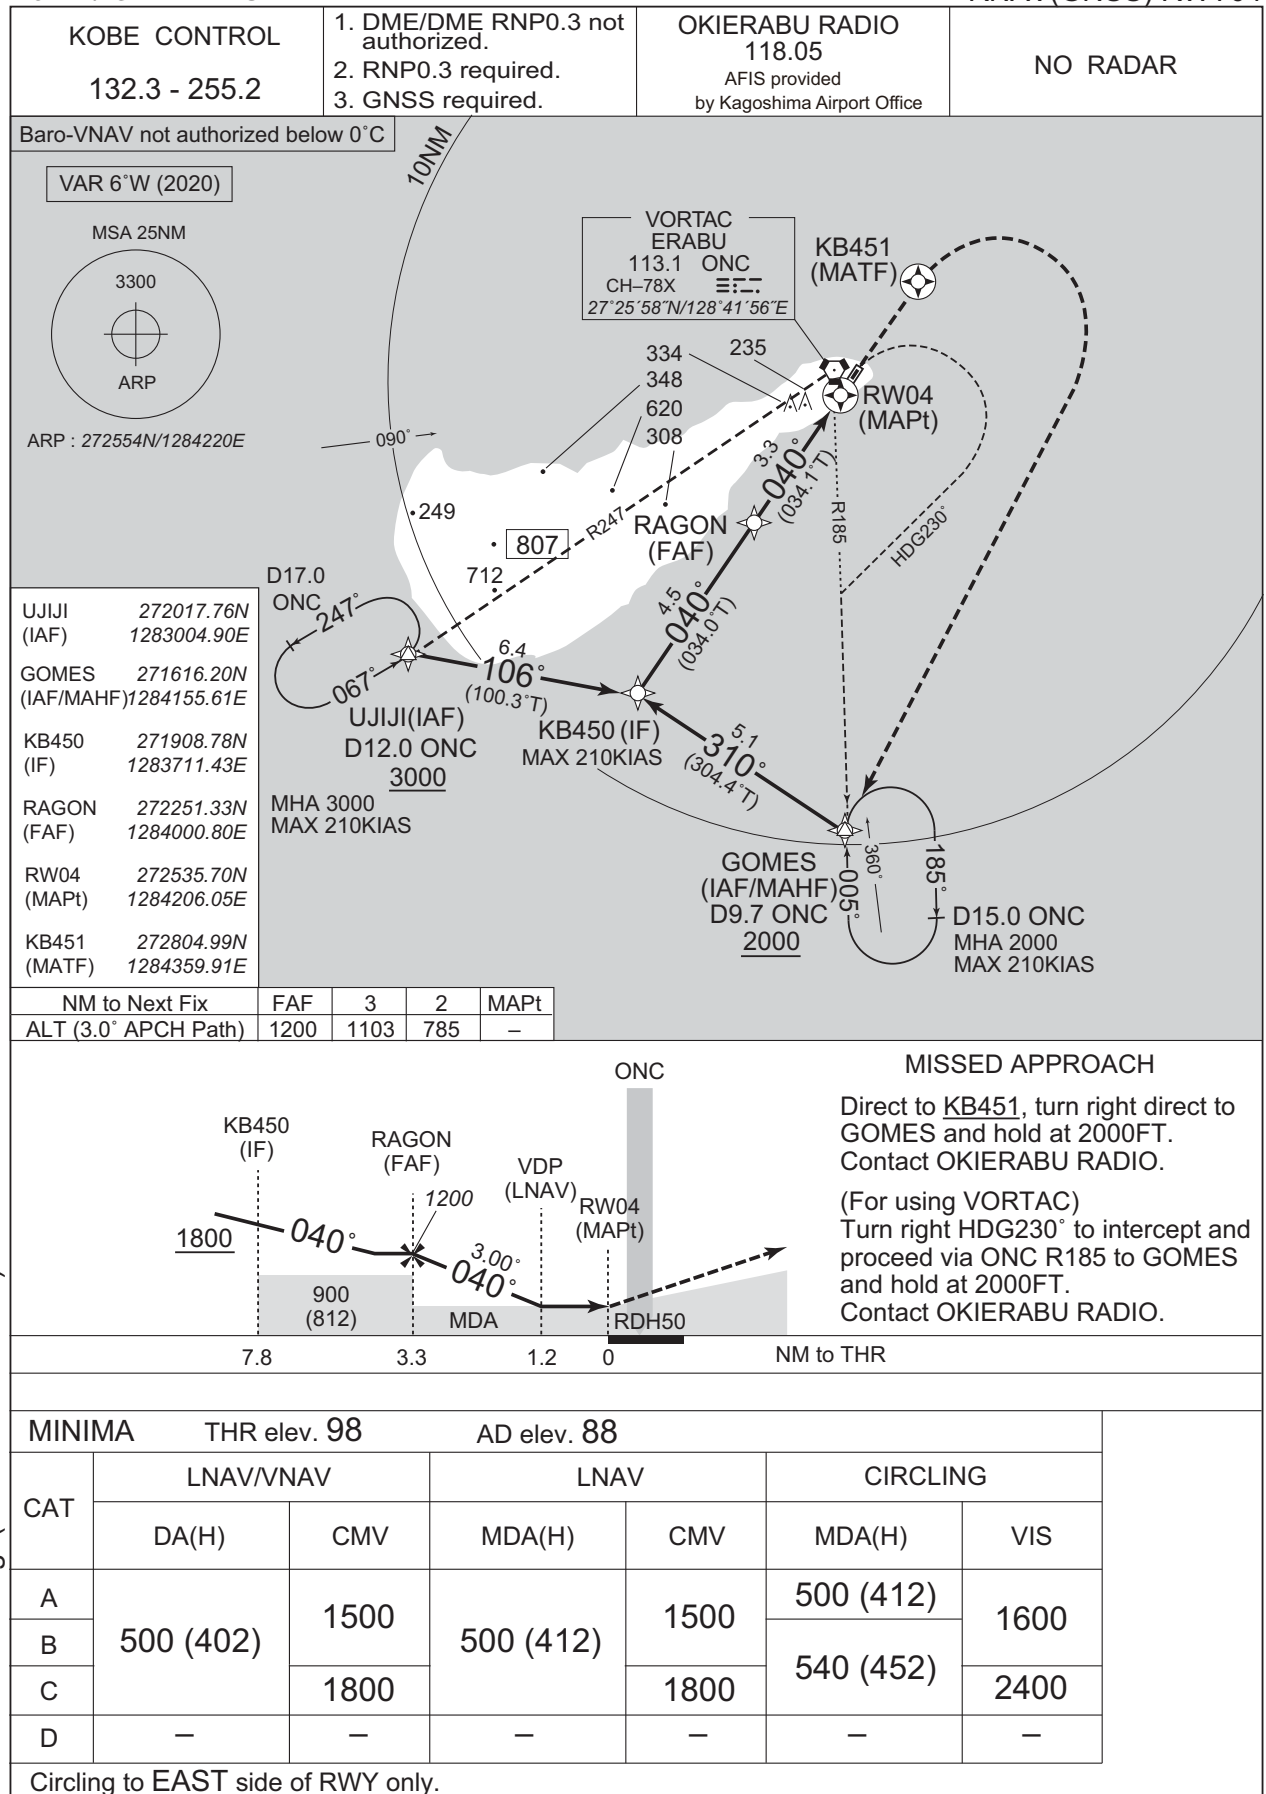 KOBE CONTROL
132.3 - 255.2
1. DME/DME RNP0.3 not
authorized.
2. RNP0.3 required.
3. GNSS required.
OKIERABU RADIO
118.05
AFIS provided
by Kagoshima Airport Office
NO RADAR
Baro-VNAV not authorized below 0°C
VAR 6°W (2020)
MSA 25NM
3300
ARP
ARP : 272554N/1284220E
10NM
VORTAC
ERABU
113.1 ONC
CH–78X
27°25´58˝N/128°41´56˝E
KB451
(MATF)
334
235
348
620
308
RW04
(MAPt)
090°
3.3
040°
(034.1°T)
249
R247
RAGON
(FAF)
R185
HDG230°
807
712
D17.0
ONC
247°
067°
4.5
040°
(034.0°T)
6.4
106°
(100.3°T)
UJIJI(IAF)
D12.0 ONC
3000
MHA 3000
MAX 210KIAS
KB450 (IF)
MAX 210KIAS
5.1
310°
(304.4°T)
GOMES
(IAF/MAHF)
D9.7 ONC
2000
005°
360°
185°
D15.0 ONC
MHA 2000
MAX 210KIAS
UJIJI 272017.76N
(IAF) 1283004.90E
GOMES 271616.20N
(IAF/MAHF) 1284155.61E
KB450 271908.78N
(IF) 1283711.43E
RAGON 272251.33N
(FAF) 1284000.80E
RW04 272535.70N
(MAPt) 1284206.05E
KB451 272804.99N
(MATF) 1284359.91E
NM to Next Fix FAF 3 2 MAPt
ALT (3.0° APCH Path) 1200 1103 785 –
ONC
KB450
(IF)
RAGON
(FAF)
1200
VDP
(LNAV)
RW04
(MAPt)
1800
040°
3.00°
040°
900
(812)
MDA
RDH50
7.8 3.3 1.2 0 NM to THR
MISSED APPROACH
Direct to KB451, turn right direct to
GOMES and hold at 2000FT.
Contact OKIERABU RADIO.
(For using VORTAC)
Turn right HDG230° to intercept and
proceed via ONC R185 to GOMES
and hold at 2000FT.
Contact OKIERABU RADIO.
MINIMA THR elev. 98 AD elev. 88
CAT LNAV/VNAV LNAV CIRCLING
DA(H) CMV MDA(H) CMV MDA(H) VIS
A 500 (402) 1500 500 (412) 1500 500 (412) 1600
B 540 (452)
C 1800 1800 2400
D – – – – – –
Circling to EAST side of RWY only.